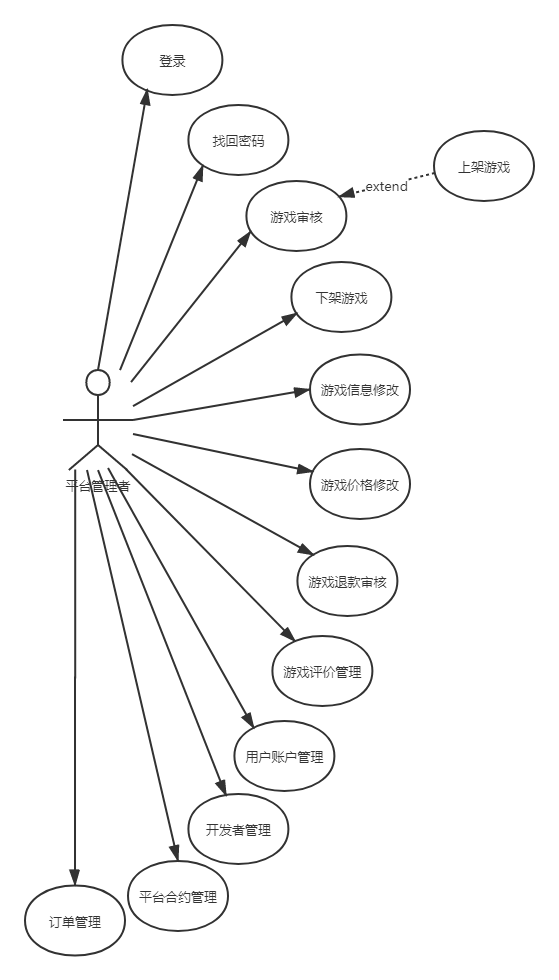 登录
找回密码
上架游戏
extend
游戏审核
下架游戏
游戏信息修改
游戏价格修改
平台管理者
游戏退款审核
游戏评价管理
用户账户管理
开发者管理
平台合约管理
订单管理